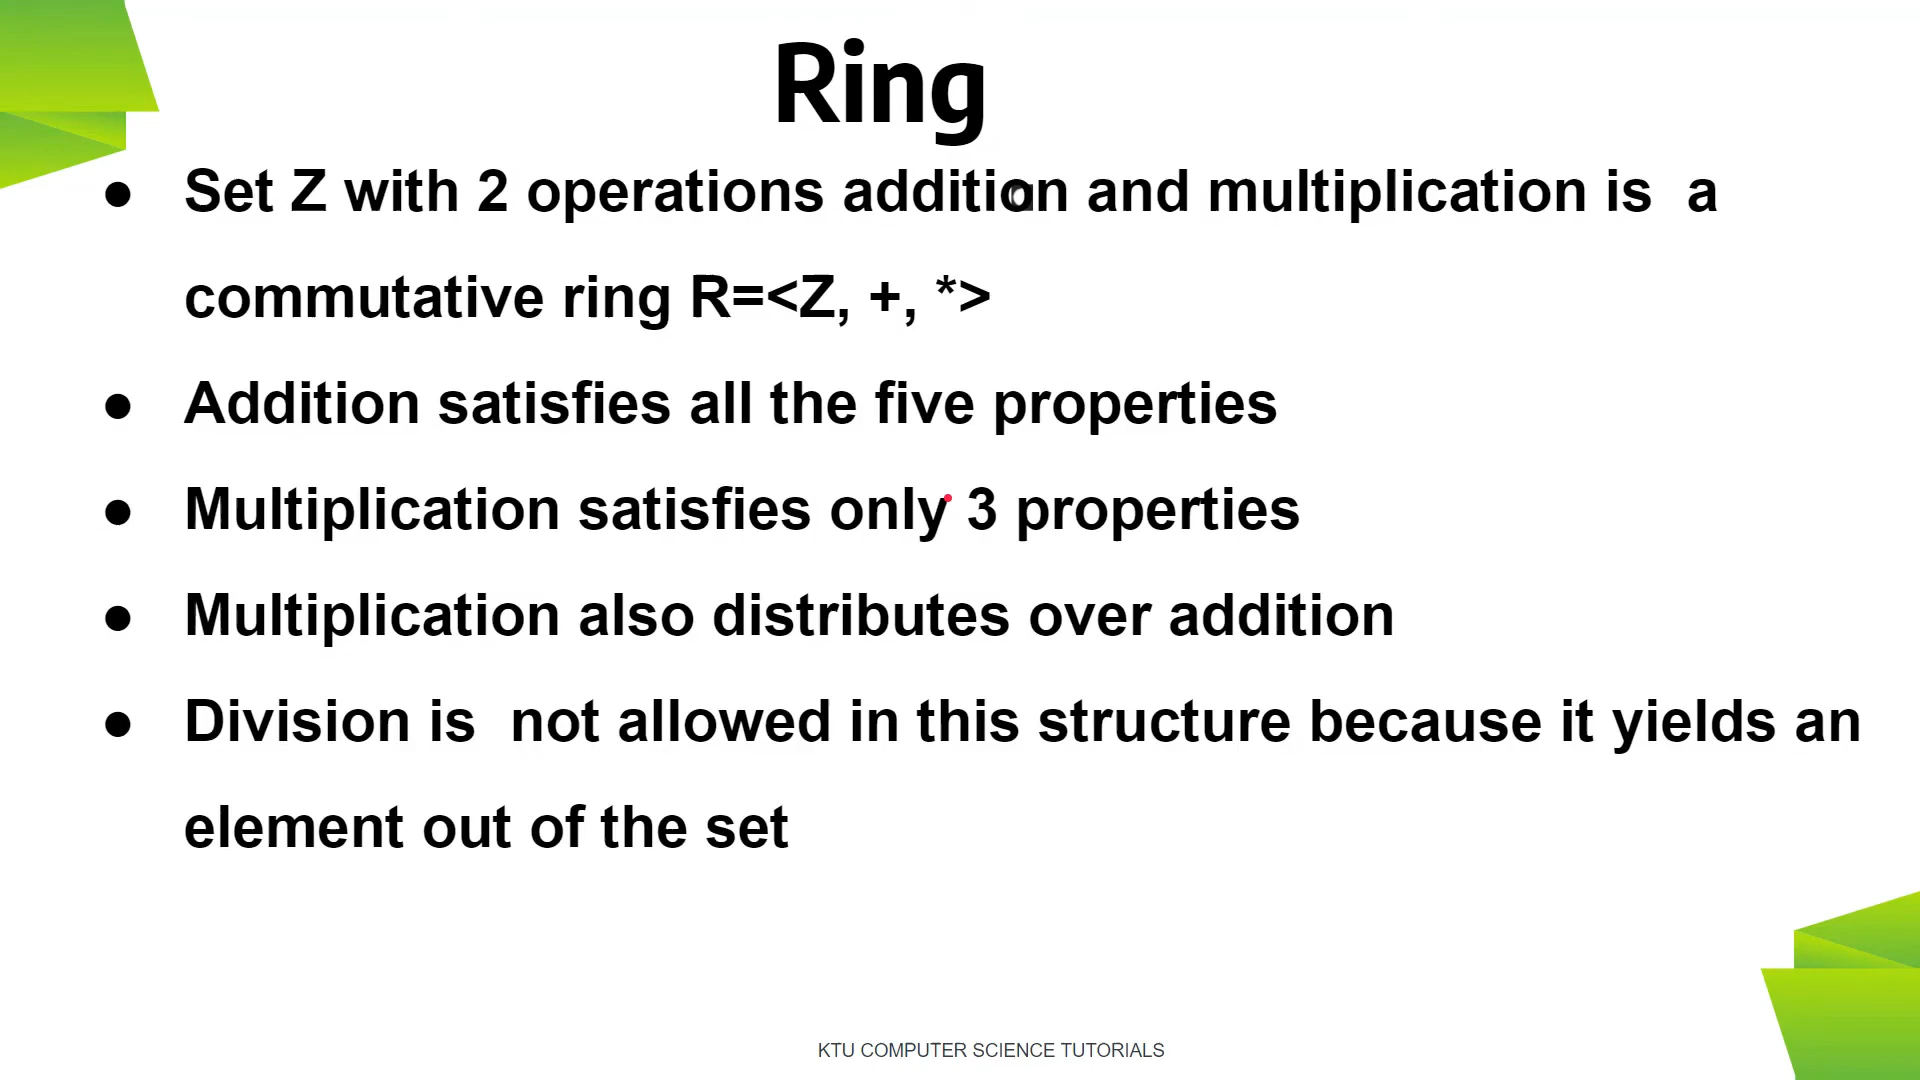 Ring
● Set Z with 2 operations addition and multiplication is a
commutative ring R=<Z, +, *>
● Addition satisfies all the five properties
● Multiplication satisfies only 3 properties
● Multiplication also distributes over addition
● Division is not allowed in this structure because it yields an
element out of the set
KTU COMPUTER SCIENCE TUTORIALS